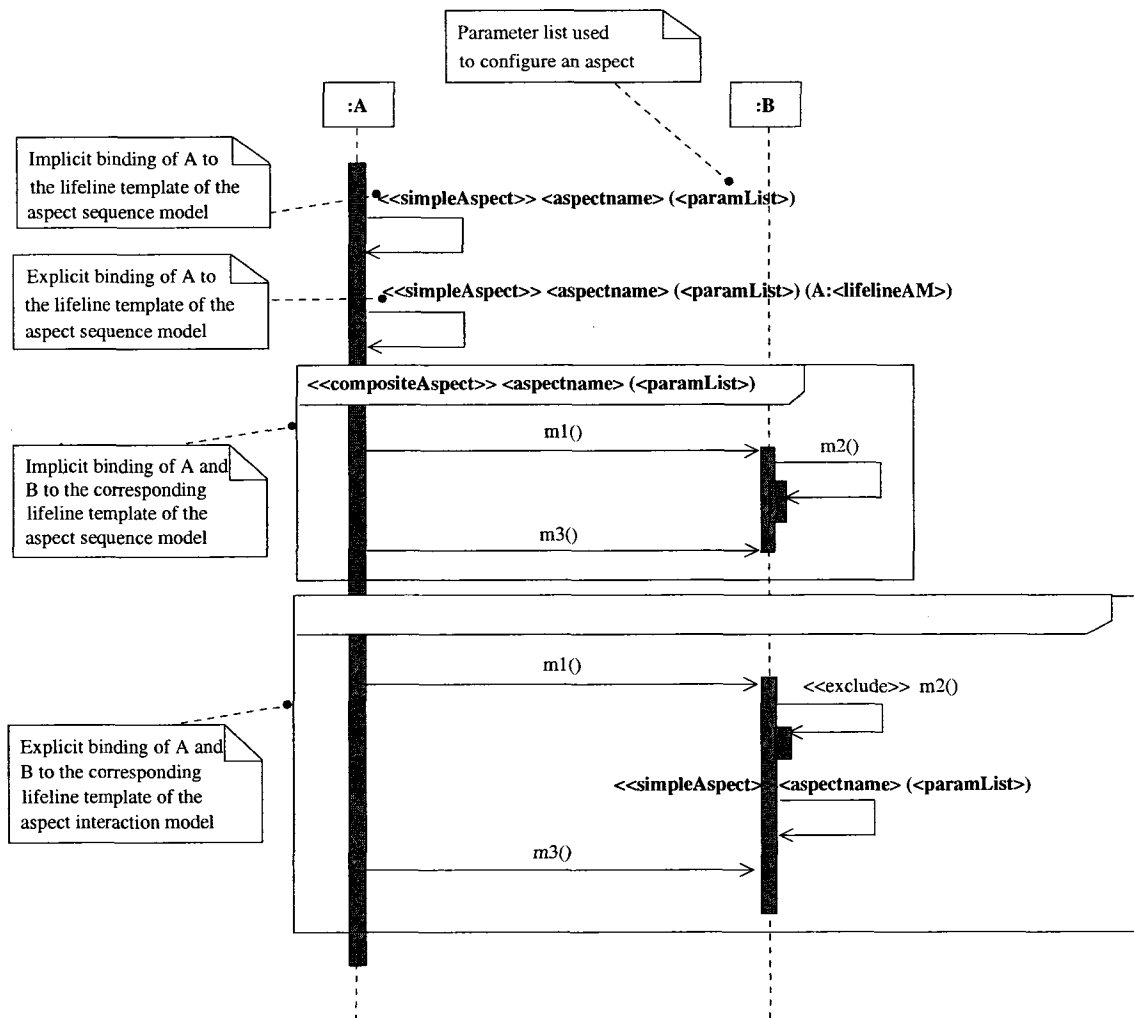 Parameter list used
to configure an aspect
:A
:B
Implicit binding of A to
the lifeline template of the
aspect sequence model
<<simpleAspect>> <aspectname> (<paramList>)
Explicit binding of A to
the lifeline template of the
aspect sequence model
<<simpleAspect>> <aspectname> (<paramList>) (A:<lifelineAM>)
<<compositeAspect>> <aspectname> (<paramList>)
m1()
m2()
Implicit binding of A and
B to the corresponding
lifeline template of the
aspect sequence model
m3()
m1()
<<exclude>> m2()
Explicit binding of A and
B to the corresponding
lifeline template of the
aspect interaction model
<<simpleAspect>> <aspectname> (<paramList>)
m3()